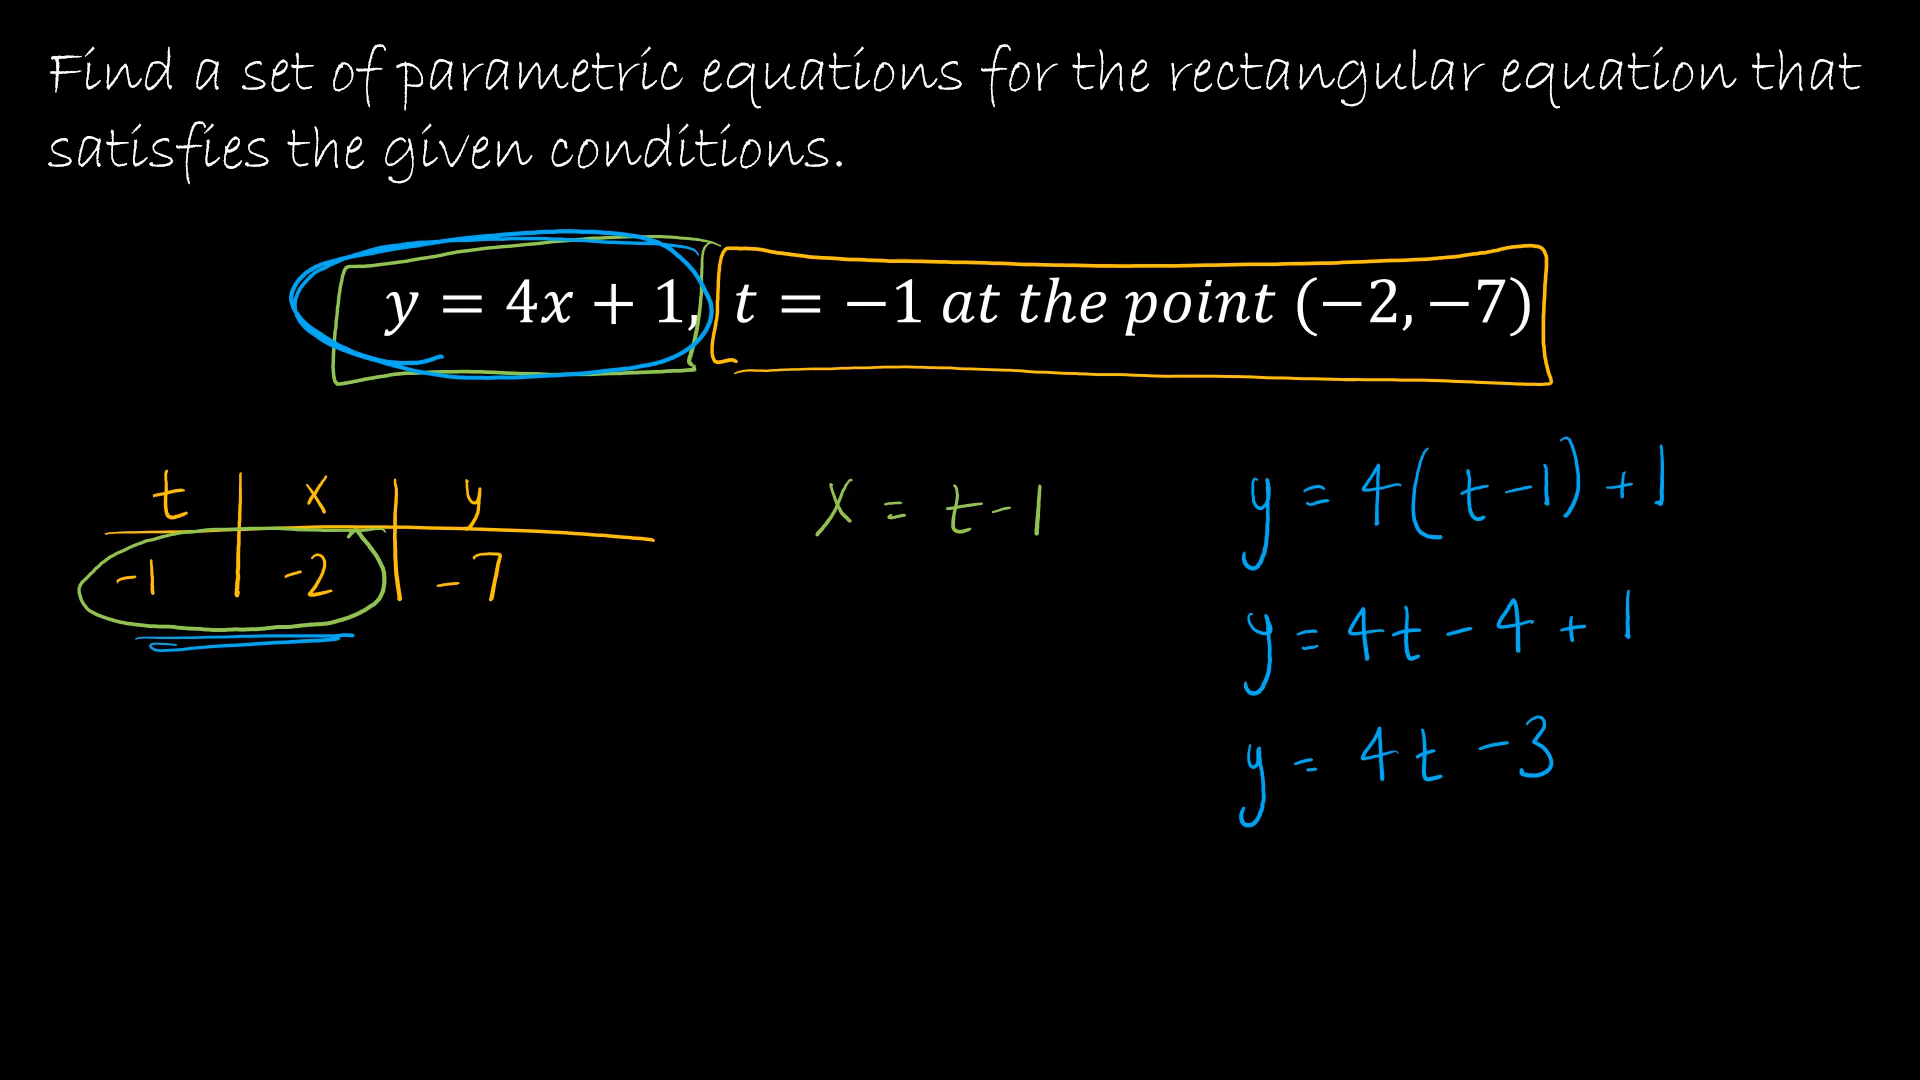 Find a set of parametric equations for the rectangular equation that
satisfies the given conditions.
y = 4x + 1, t = −1 at the point (−2, −7)
t x y
-1 -2 -7
x = t-1
y = 4(t-1)+1
y = 4t - 4 + 1
y = 4t - 3